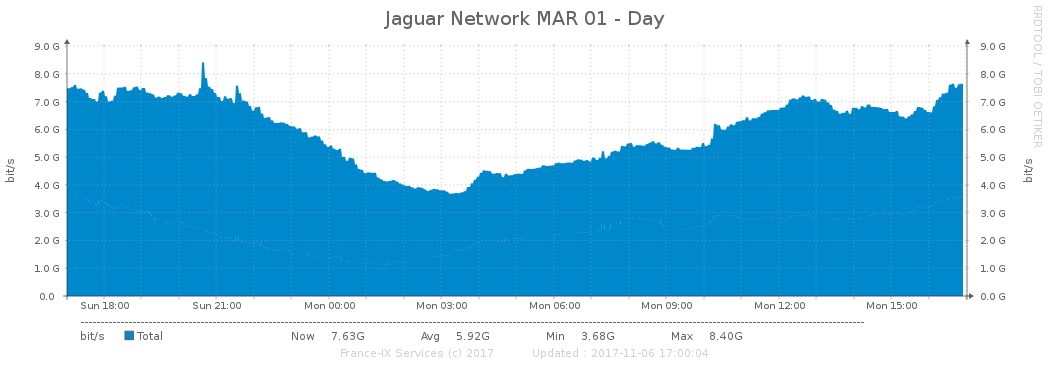 Jaguar Network MAR 01 - Day
RRDTOOL / TOBI OETIKER
9.0 G 9.0 G
8.0 G 8.0 G
7.0 G 7.0 G
6.0 G 6.0 G
5.0 G 5.0 G
4.0 G 4.0 G
3.0 G 3.0 G
2.0 G 2.0 G
1.0 G 1.0 G
0.0 0.0 G
bit/s
bit/s
Sun 18:00 Sun 21:00 Mon 00:00 Mon 03:00 Mon 06:00 Mon 09:00 Mon 12:00 Mon 15:00
bit/s Total Now 7.63G Avg 5.92G Min 3.68G Max 8.40G
France-IX Services (c) 2017 Updated : 2017-11-06 17:00:04